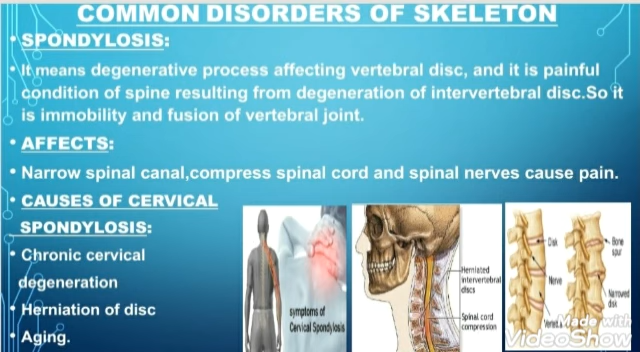 COMMON DISORDERS OF SKELETON
• SPONDYLOSIS:
• It means degenerative process affecting vertebral disc, and it is painful
condition of spine resulting from degeneration of intervertebral disc.So it
is immobility and fusion of vertebral joint.
• AFFECTS:
• Narrow spinal canal,compress spinal cord and spinal nerves cause pain.
• CAUSES OF CERVICAL
SPONDYLOSIS:
• Chronic cervical
degeneration
• Herniation of disc
• Aging.
symptoms of
Cervical Spondylosis
Herniated
intervertebral
discs
Spinal cord
compression
Disk
Nerve
Bone
spur
Narrowed
disk
Made with
VideoShow